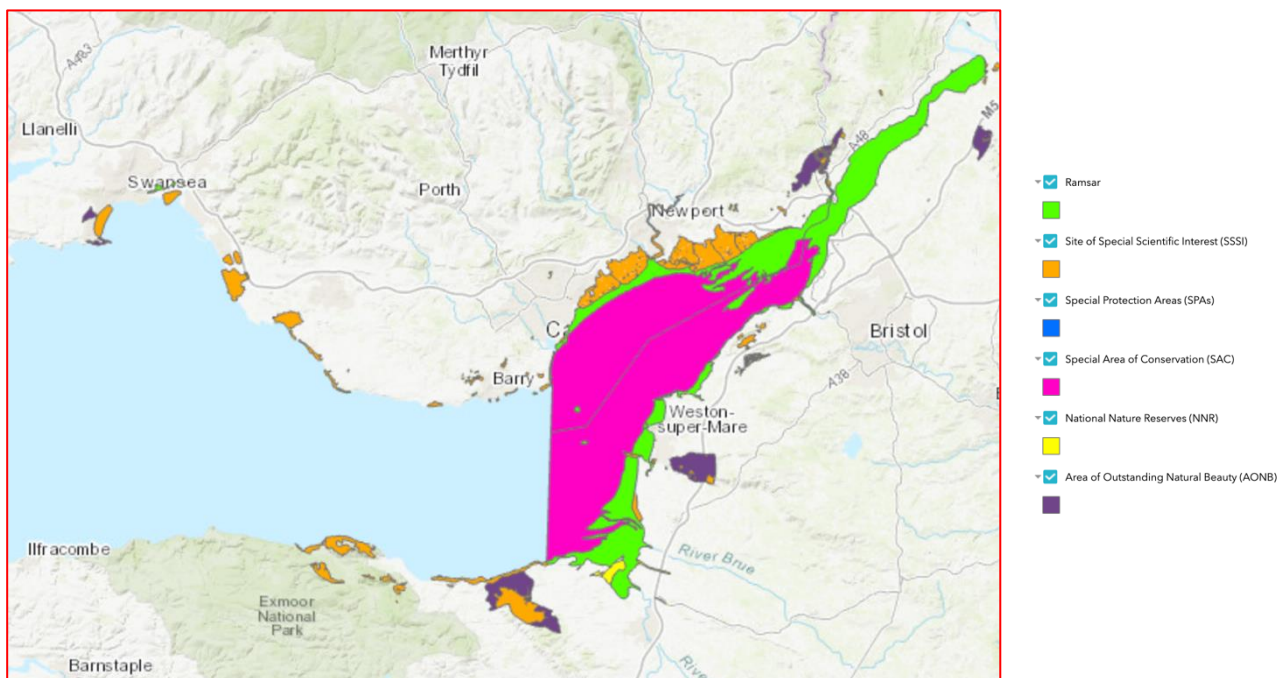 Merthyr
Tydfil
A483
Llanelli
Swansea
Porth
Newport
A48
M5
Ca
Barry
Bristol
A38
Weston-
super-Mare
Ilfracombe
River Brue
Exmoor
National
Park
Barnstaple
River
Ramsar
Site of Special Scientific Interest (SSSI)
Special Protection Areas (SPAs)
Special Area of Conservation (SAC)
National Nature Reserves (NNR)
Area of Outstanding Natural Beauty (AONB)